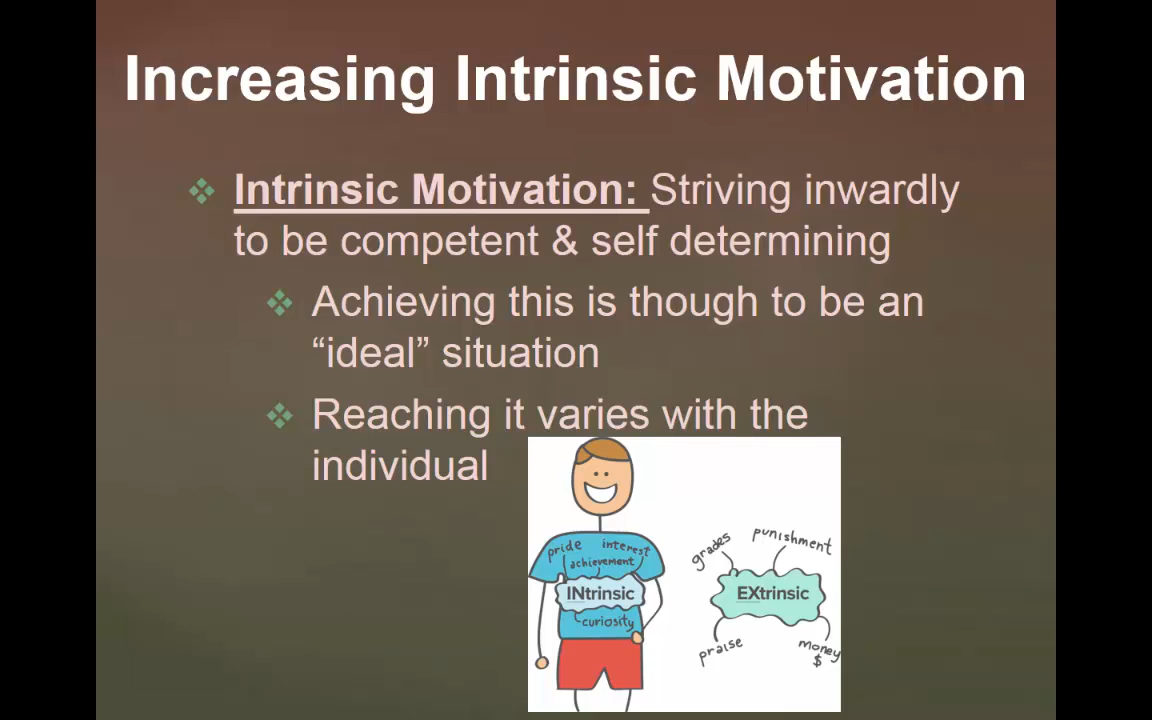 Increasing Intrinsic Motivation
Intrinsic Motivation: Striving inwardly
to be competent & self determining
Achieving this is though to be an
“ideal” situation
Reaching it varies with the
individual
pride interest
achievement
INtrinsic
curiosity
grades
punishment
EXtrinsic
praise
money
$